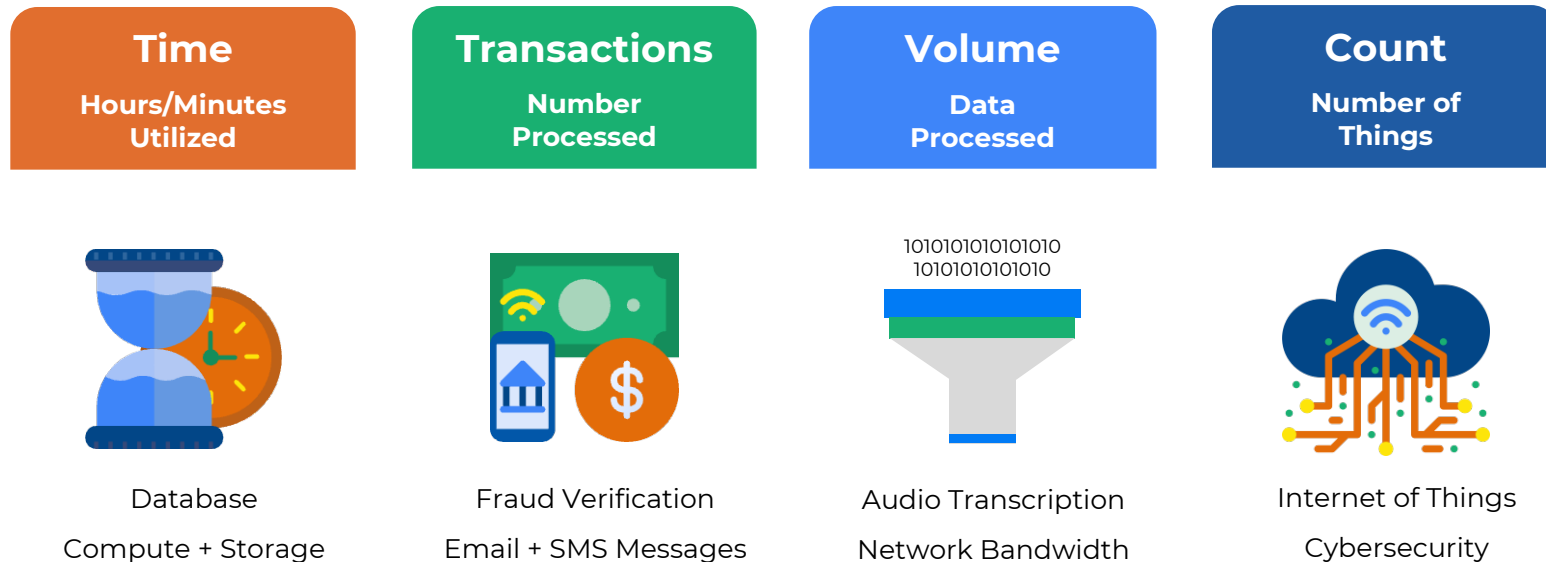 Time
Hours/Minutes
Utilized
Database
Compute + Storage
Transactions
Number
Processed
Fraud Verification
Email + SMS Messages
Volume
Data
Processed
1010101010101010
10101010101010
Audio Transcription
Network Bandwidth
Count
Number of
Things
Internet of Things
Cybersecurity